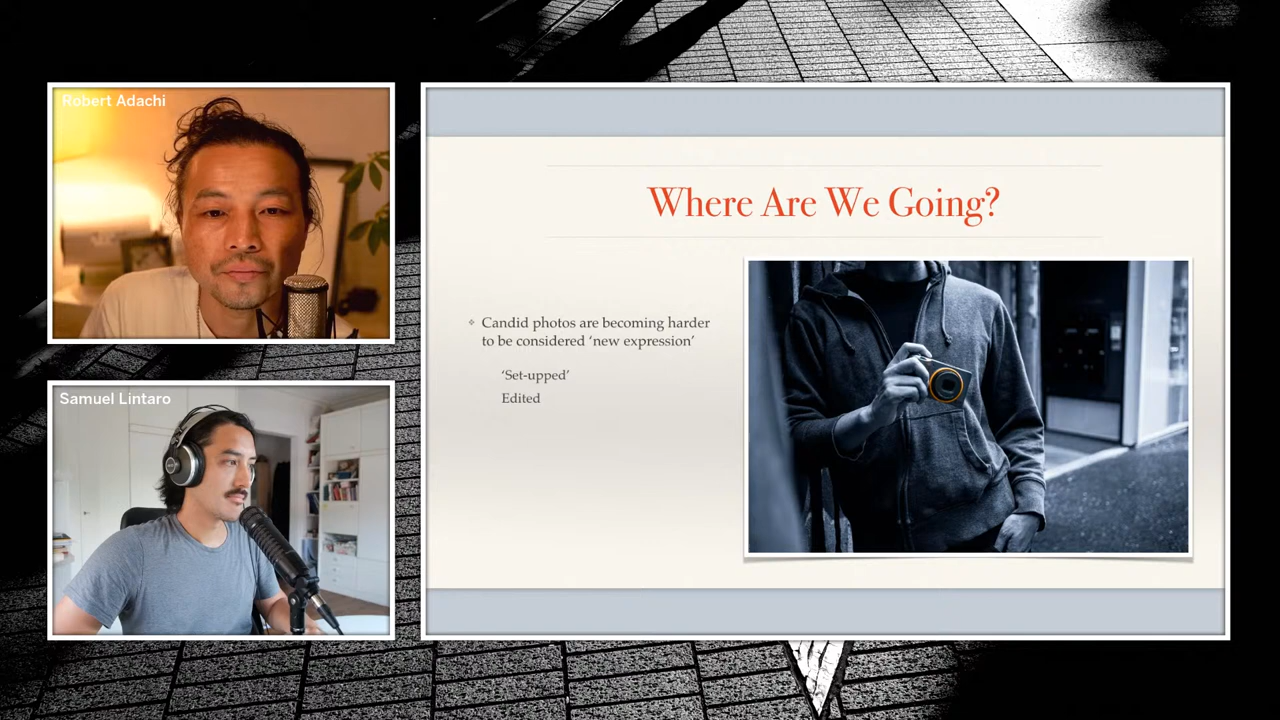 Robert Adachi
Samuel Lintaro
Where Are We Going?
Candid photos are becoming harder
to be considered ‘new expression’
‘Set-upped’
Edited